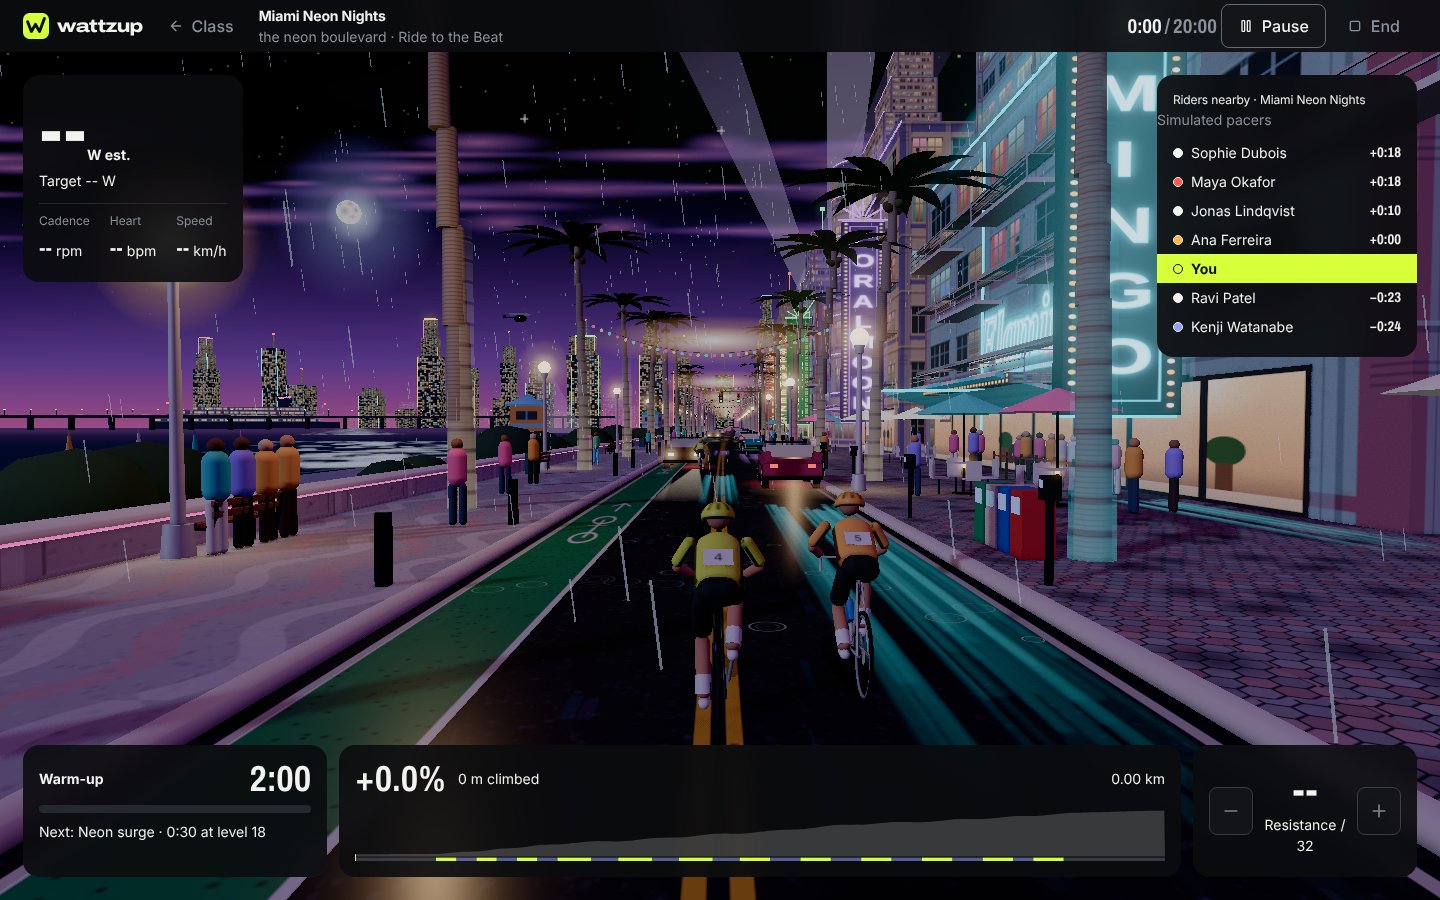 wattzup
← Class
Miami Neon Nights
the neon boulevard · Ride to the Beat
0:00 / 20:00
Pause
End
--
W est.
Target -- W
Cadence Heart Speed
-- rpm -- bpm -- km/h
Riders nearby · Miami Neon Nights
Simulated pacers
Sophie Dubois +0:18
Maya Okafor +0:18
Jonas Lindqvist +0:10
Ana Ferreira +0:00
You
Ravi Patel −0:23
Kenji Watanabe −0:24
MINGO
ORAL MOON
4
5
Warm-up 2:00
Next: Neon surge · 0:30 at level 18
+0.0% 0 m climbed 0.00 km
--
Resistance /
32